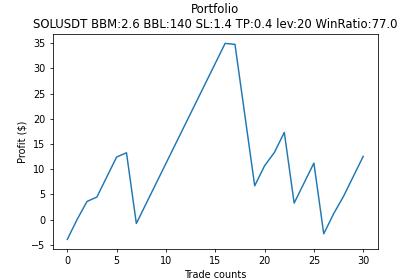 Portfolio
SOLUSDT BBM:2.6 BBL:140 SL:1.4 TP:0.4 lev:20 WinRatio:77.0
35
30
25
20
15
10
5
0
−5
Profit ($)
0 5 10 15 20 25 30
Trade counts